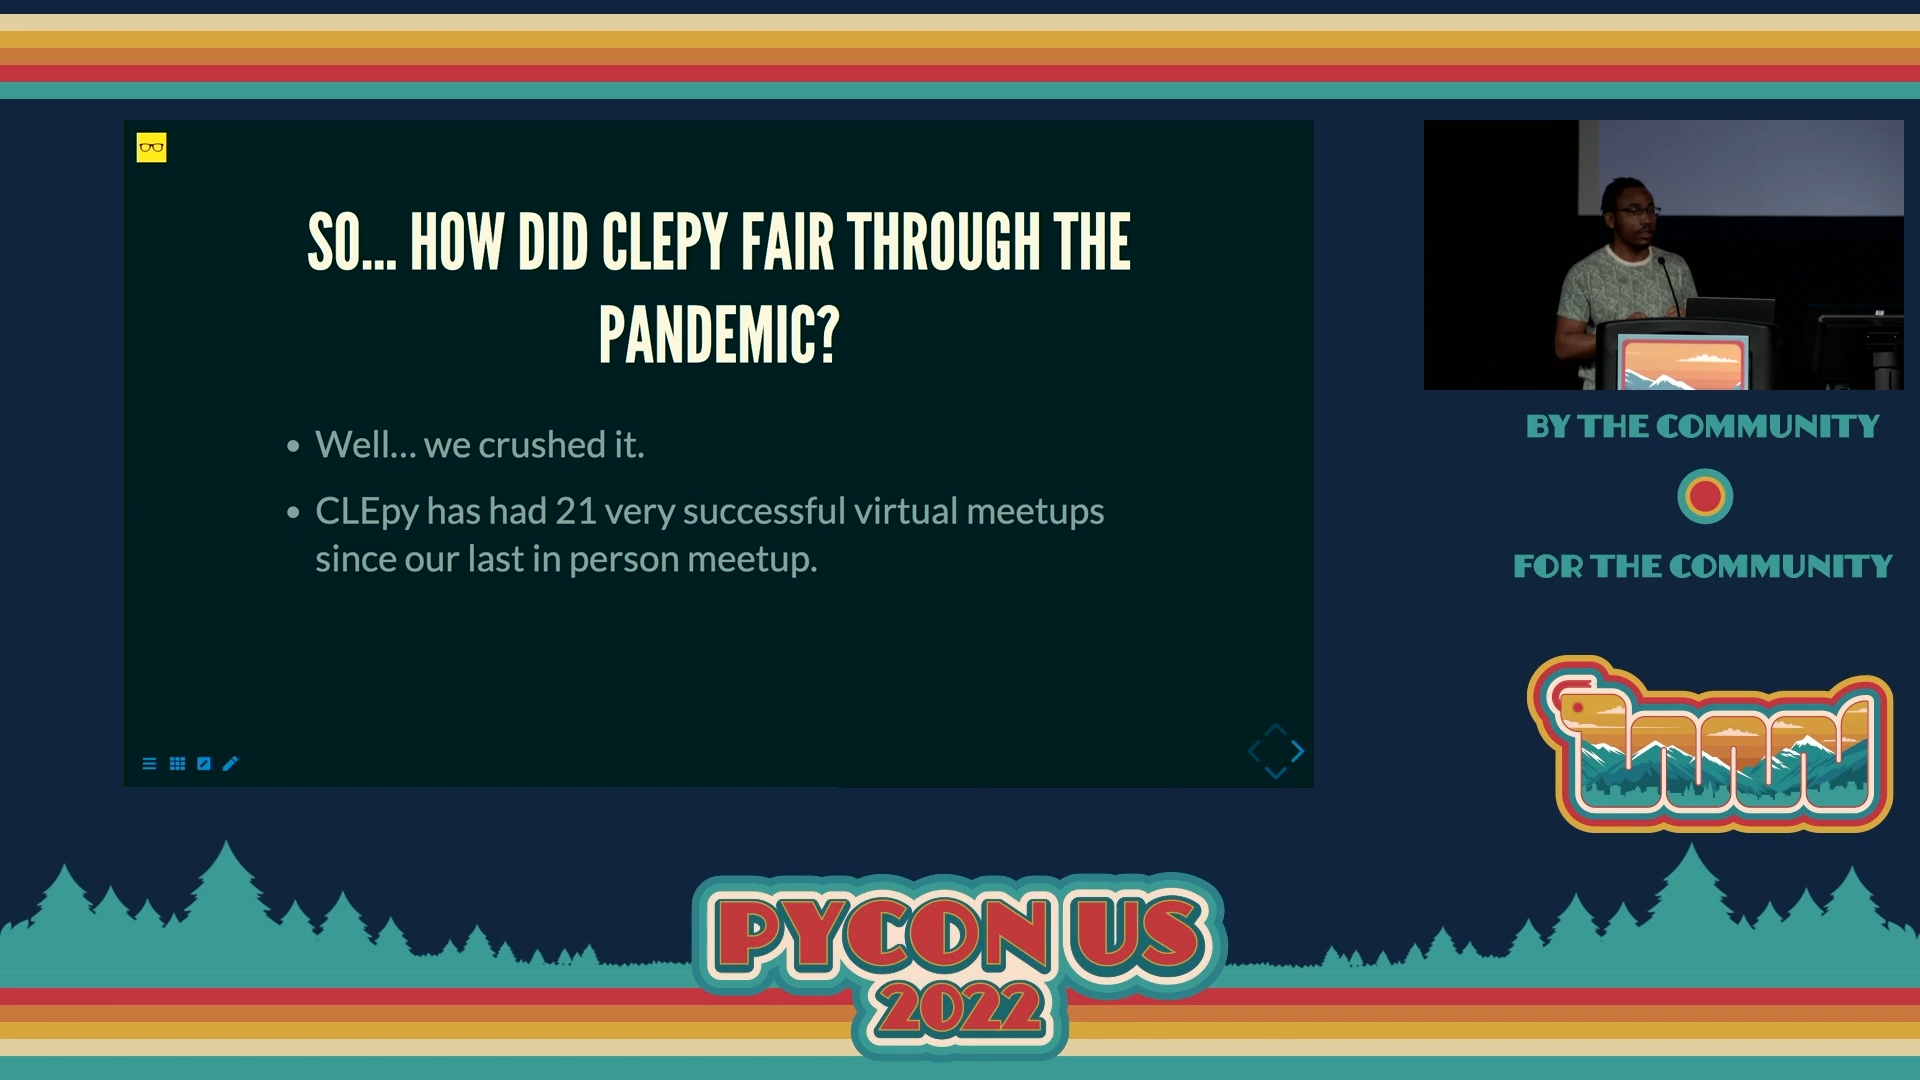 SO... HOW DID CLEPY FAIR THROUGH THE
PANDEMIC?
• Well... we crushed it.
• CLEpy has had 21 very successful virtual meetups
since our last in person meetup.
BY THE COMMUNITY
FOR THE COMMUNITY
PYCON US
2022